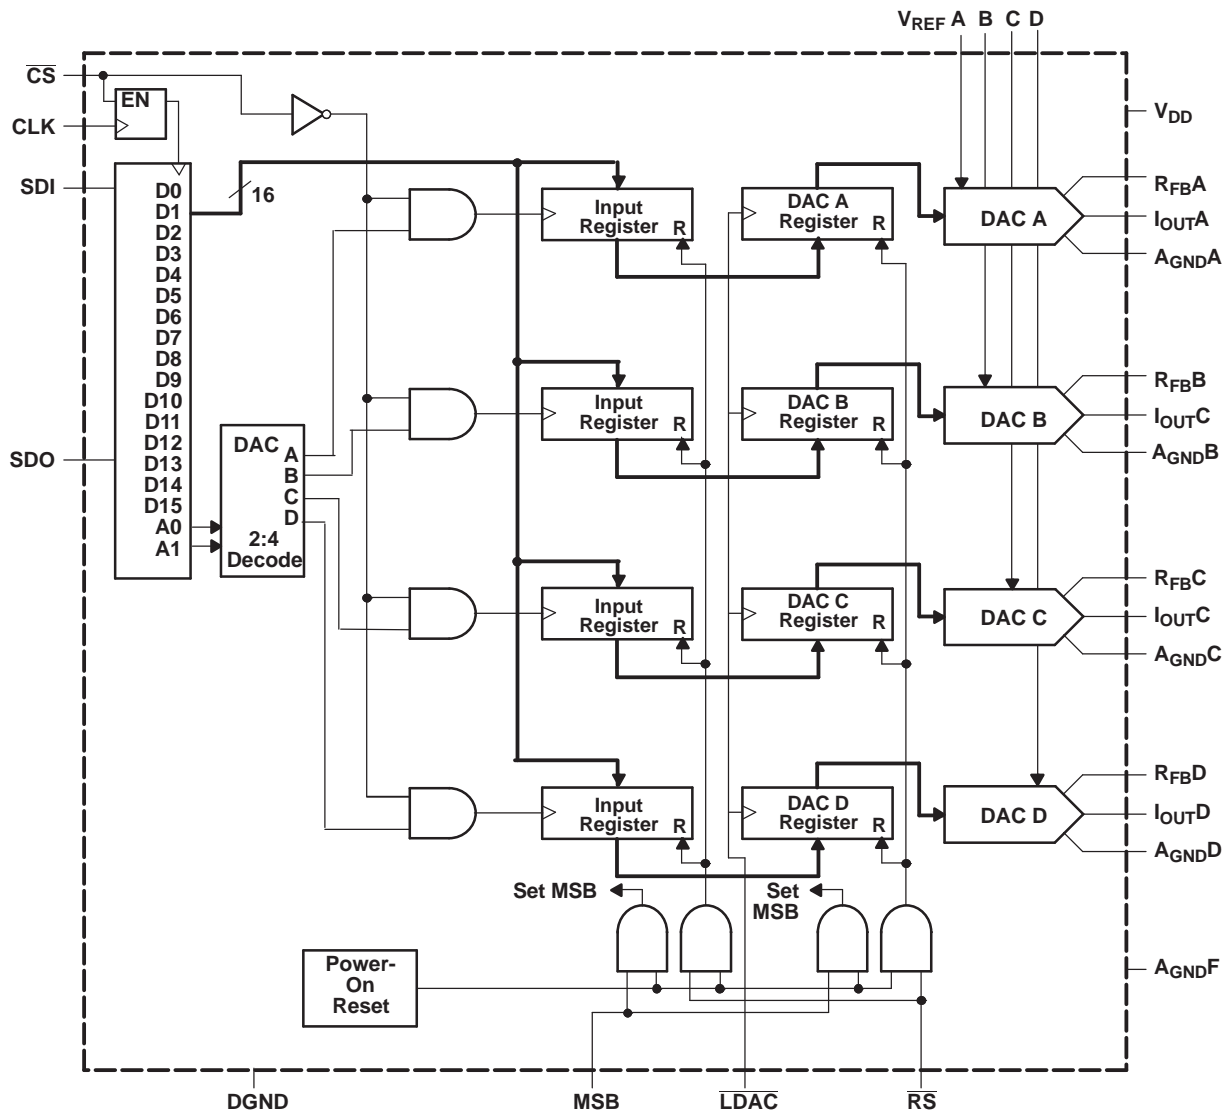 VREF A B C D
CS
EN
CLK
VDD
SDI
16
D0
D1
D2
D3
D4
D5
D6
D7
D8
D9
D10
D11
D12
D13
D14
D15
A0
A1
SDO
DAC
A
B
C
D
2:4
Decode
Input
Register
R
DAC A
Register
R
DAC A
RFBA
IOUTA
AGNDA
Input
Register
R
DAC B
Register
R
DAC B
RFBB
IOUTC
AGNDB
Input
Register
R
DAC C
Register
R
DAC C
RFBC
IOUTC
AGNDC
Input
Register
R
DAC D
Register
R
DAC D
RFBD
IOUTD
AGNDD
Set MSB
Set
MSB
Power-
On
Reset
AGNDF
DGND
MSB
LDAC
RS